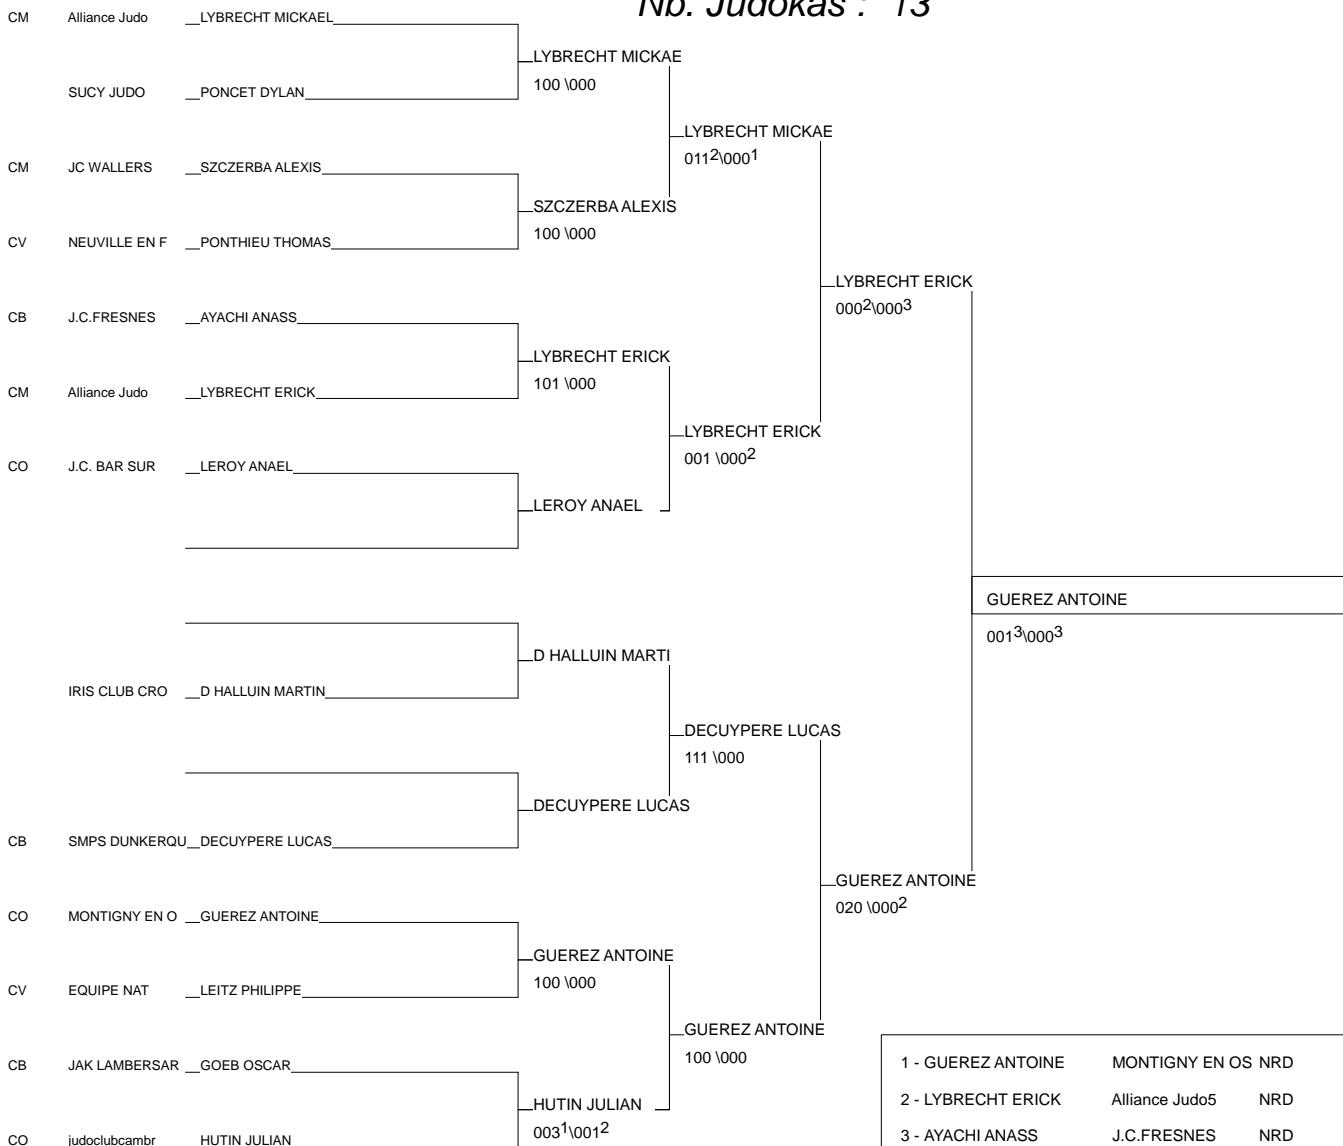 Nb. Judokas : 13
CM Alliance Judo LYBRECHT MICKAEL
LYBRECHT MICKAE
100 \000
SUCY JUDO PONCET DYLAN
LYBRECHT MICKAE
011² \000¹
CM JC WALLERS SZCZERBA ALEXIS
SZCZERBA ALEXIS
100 \000
CV NEUVILLE EN F PONTHIEU THOMAS
LYBRECHT ERICK
000² \000³
CB J.C.FRESNES AYACHI ANASS
LYBRECHT ERICK
101 \000
CM Alliance Judo LYBRECHT ERICK
LYBRECHT ERICK
001 \000²
CO J.C. BAR SUR LEROY ANAEL
LEROY ANAEL
GUEREZ ANTOINE
001³ \000³
D HALLUIN MARTI
IRIS CLUB CRO D HALLUIN MARTIN
DECUYPERE LUCAS
111 \000
DECUYPERE LUCAS
CB SMPS DUNKERQU DECUYPERE LUCAS
GUEREZ ANTOINE
020 \000²
CO MONTIGNY EN O GUEREZ ANTOINE
GUEREZ ANTOINE
100 \000
CV EQUIPE NAT LEITZ PHILIPPE
GUEREZ ANTOINE
100 \000
CB JAK LAMBERSAR GOEB OSCAR
HUTIN JULIAN
003¹ \001²
CO judoclubcambr HUTIN JULIAN
1 - GUEREZ ANTOINE MONTIGNY EN OS NRD
2 - LYBRECHT ERICK Alliance Judo5 NRD
3 - AYACHI ANASS J.C.FRESNES NRD